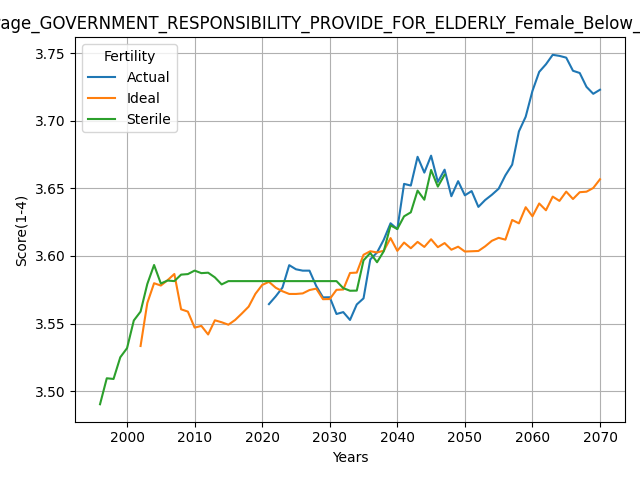 rage_GOVERNMENT_RESPONSIBILITY_PROVIDE_FOR_ELDERLY_Female_Below_
Fertility
Actual
Ideal
Sterile
Score(1-4)
3.75
3.70
3.65
3.60
3.55
3.50
2000 2010 2020 2030 2040 2050 2060 2070
Years